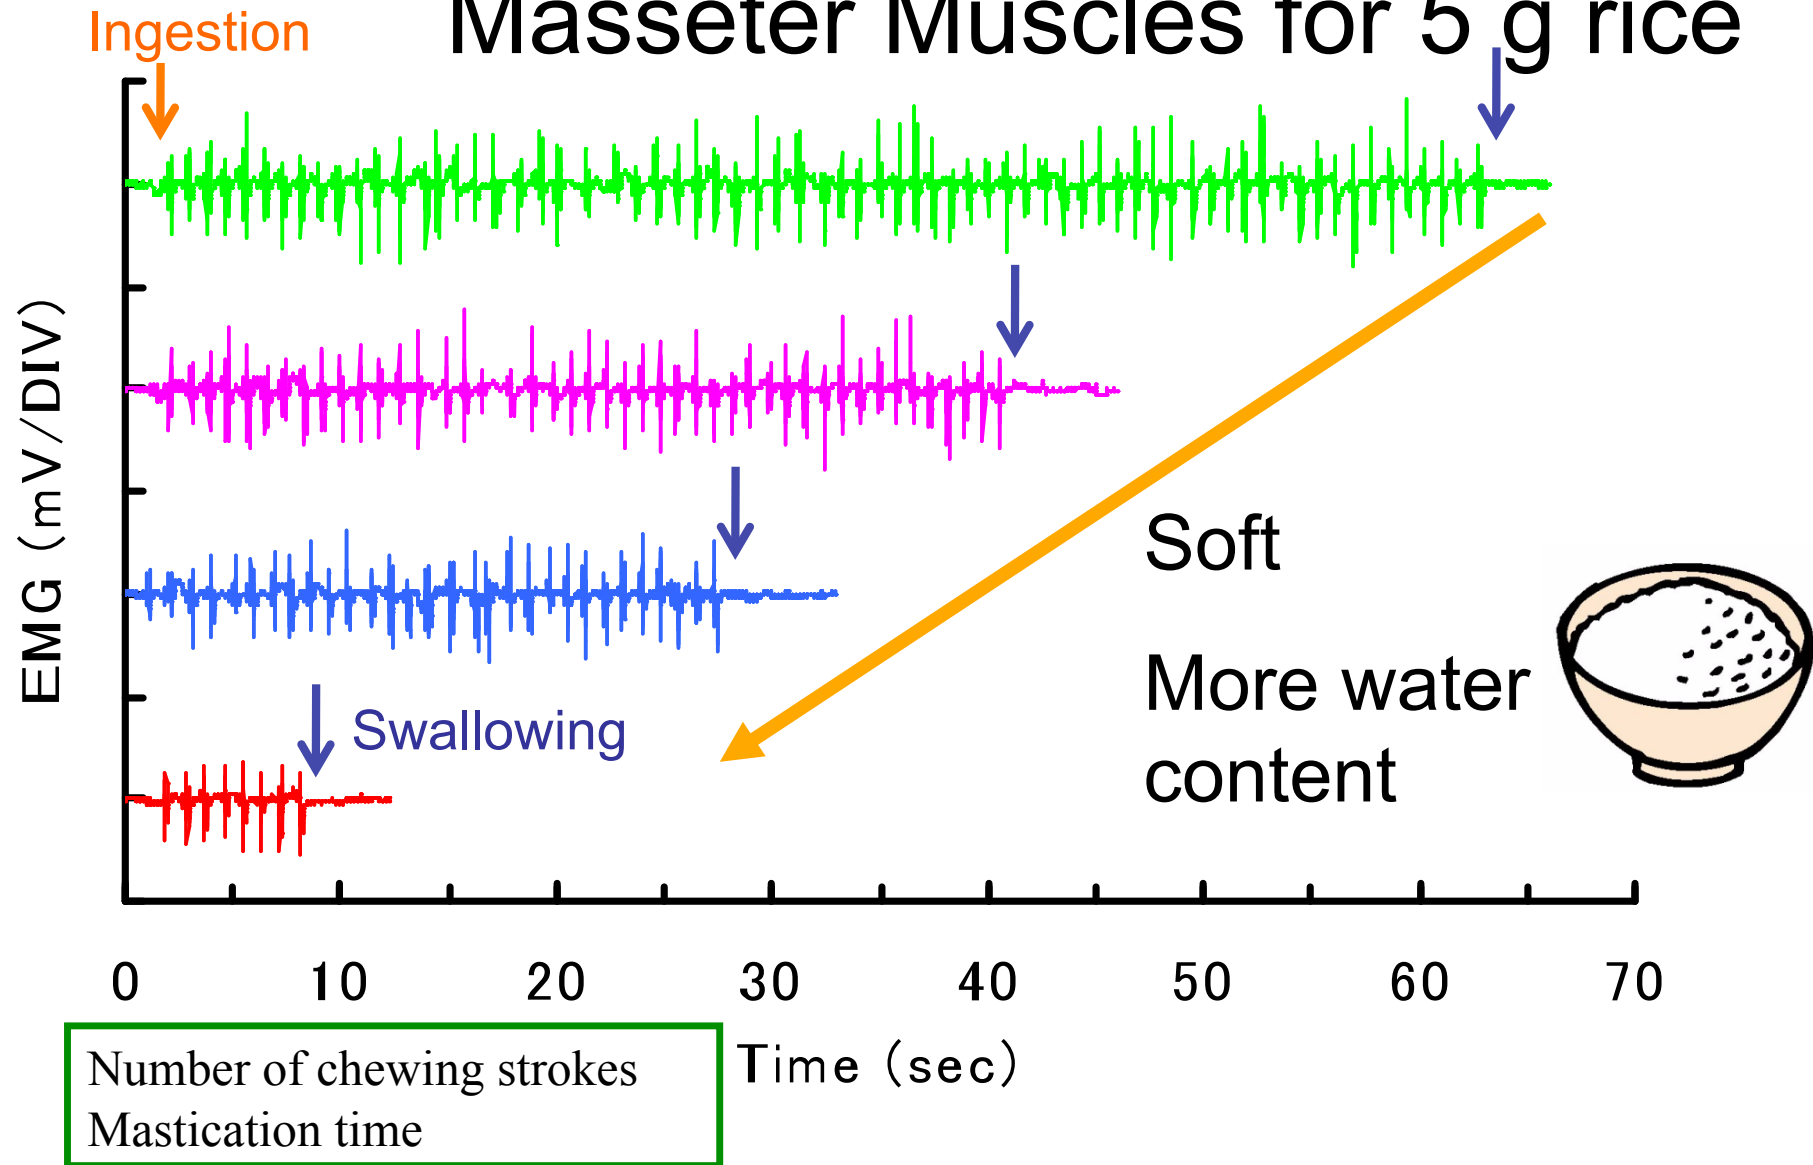 Masseter Muscles for 5 g rice
Ingestion
EMG (mV/DIV)
Swallowing
Soft
More water
content
0 10 20 30 40 50 60 70
Time (sec)
Number of chewing strokes
Mastication time